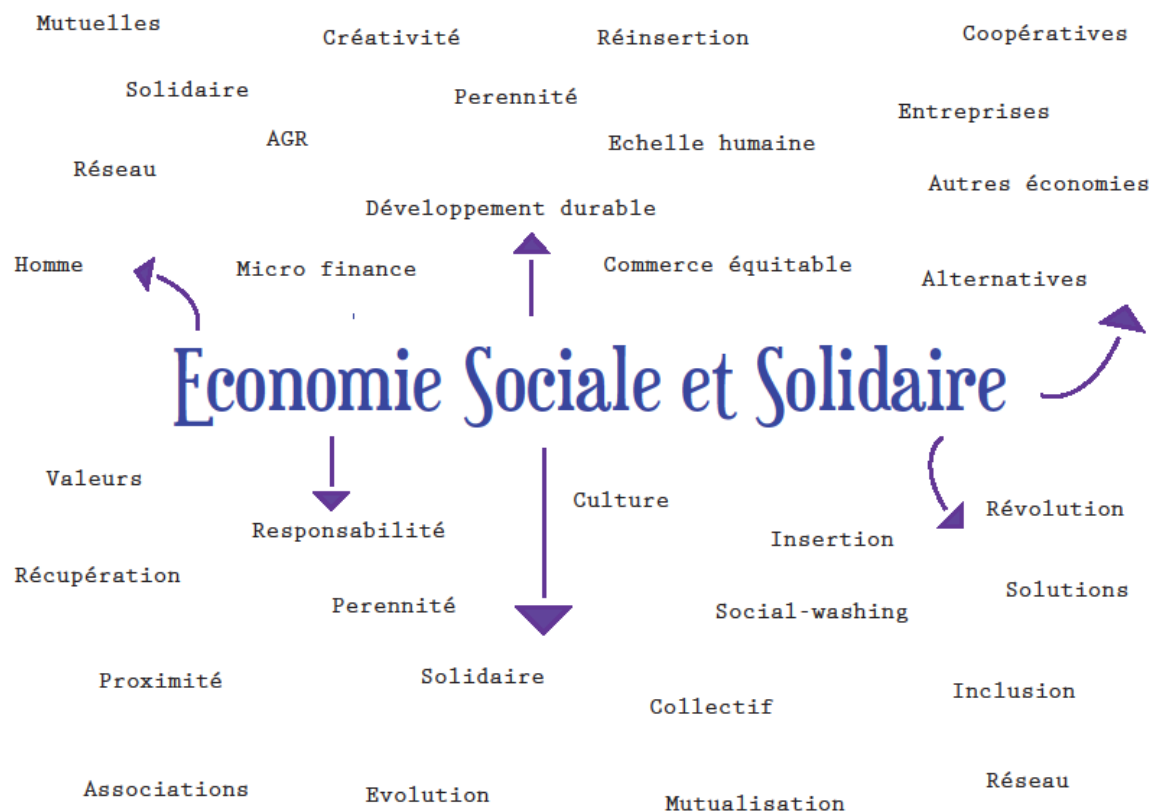 Mutuelles
Créativité
Réinsertion
Coopératives
Solidaire
Perennité
Entreprises
AGR
Echelle humaine
Réseau
Autres économies
Développement durable
Homme
Micro finance
Commerce équitable
Alternatives
Economie Sociale et Solidaire
Valeurs
Culture
Révolution
Responsabilité
Insertion
Récupération
Solutions
Perennité
Social-washing
Proximité
Solidaire
Inclusion
Collectif
Associations
Evolution
Réseau
Mutualisation